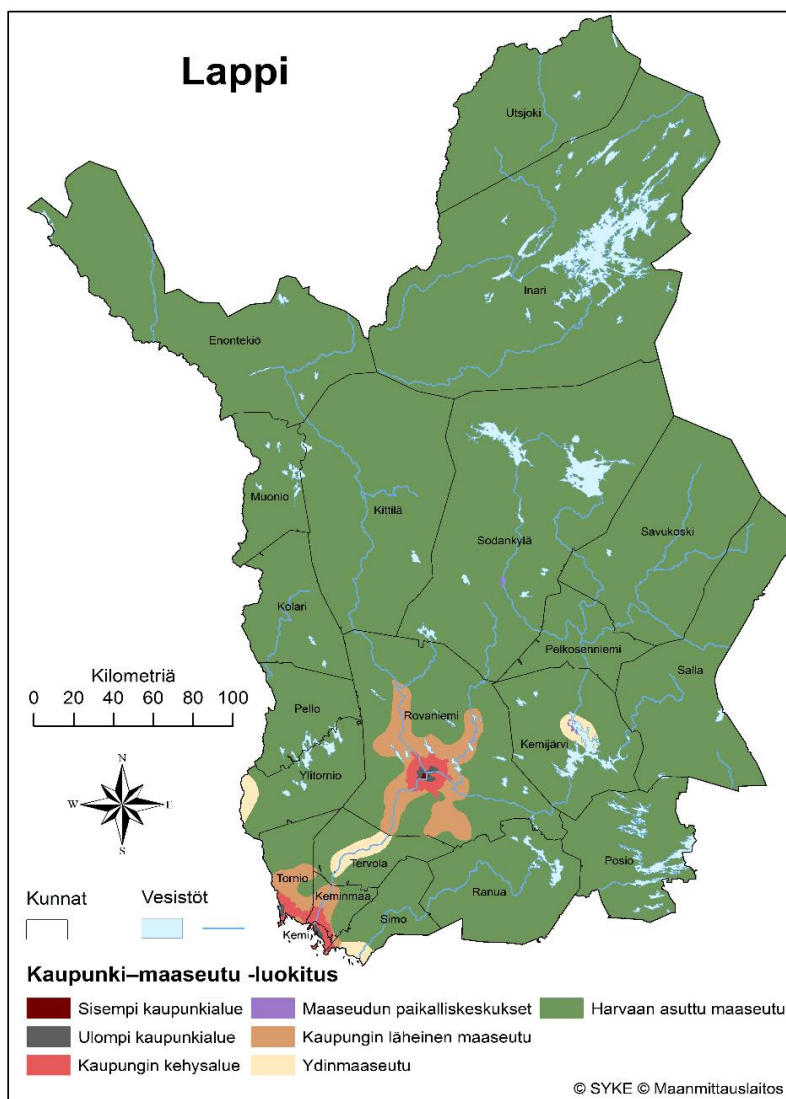 Lappi
Utsjoki
Inari
Enontekiö
Muonio
Kittilä
Sodankylä
Savukoski
Kolari
Pelkosenniemi
Salla
Kilometriä
0 20 40 60 80 100
Pello
Rovaniemi
Kemijärvi
Ylitornio
N
W E
S
Posio
Tervola
Ranua
Tornio
Keminmaa
Simo
Kemi
Kunnat
Vesistöt
Kaupunki–maaseutu -luokitus
Sisempi kaupunkialue
Maaseudun paikalliskeskukset
Harvaan asuttu maaseutu
Ulompi kaupunkialue
Kaupungin läheinen maaseutu
Kaupungin kehysalue
Ydinmaaseutu
© SYKE © Maanmittauslaitos